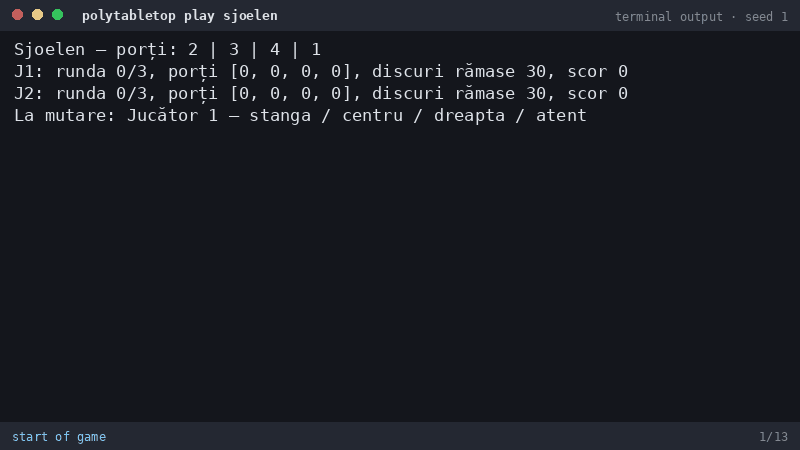 polytabletop play sjoelen
terminal output · seed 1
Sjoelen — porți: 2 | 3 | 4 | 1
J1: runda 0/3, porți [0, 0, 0, 0], discuri rămase 30, scor 0
J2: runda 0/3, porți [0, 0, 0, 0], discuri rămase 30, scor 0
La mutare: Jucător 1 — stanga / centru / dreapta / atent
start of game
1/13